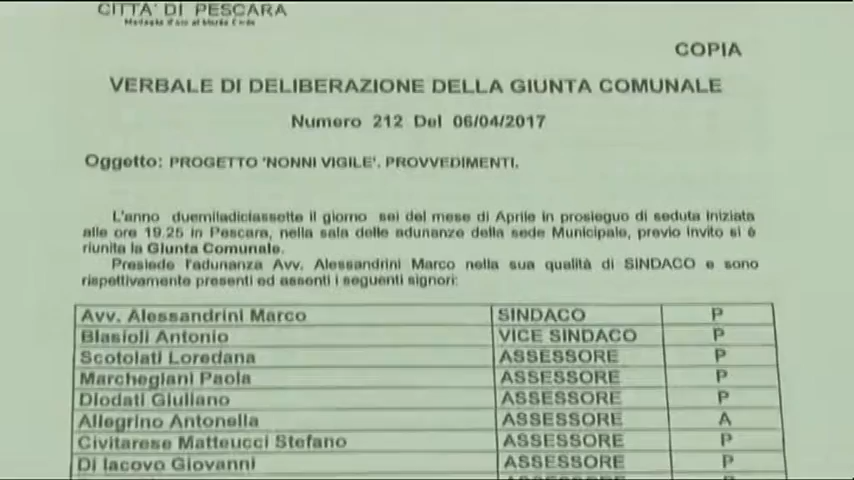 CITTA' DI PESCARA
Medaglia d'oro al Merito Civile
COPIA
VERBALE DI DELIBERAZIONE DELLA GIUNTA COMUNALE
Numero 212 Del 06/04/2017
Oggetto: PROGETTO 'NONNI VIGILE'. PROVVEDIMENTI.
L'anno duemiladiciassette il giorno sei del mese di Aprile in prosieguo di seduta iniziata
alle ore 19.25 in Pescara, nella sala delle adunanze della sede Municipale, previo invito si è
riunita la Giunta Comunale.
Presiede l'adunanza Avv. Alessandrini Marco nella sua qualità di SINDACO e sono
rispettivamente presenti ed assenti i seguenti signori:
Avv. Alessandrini Marco SINDACO P
Blasioli Antonio VICE SINDACO P
Scotolati Loredana ASSESSORE P
Marchegiani Paola ASSESSORE P
Diodati Giuliano ASSESSORE P
Allegrino Antonella ASSESSORE A
Civitarese Matteucci Stefano ASSESSORE P
Di Iacovo Giovanni ASSESSORE P